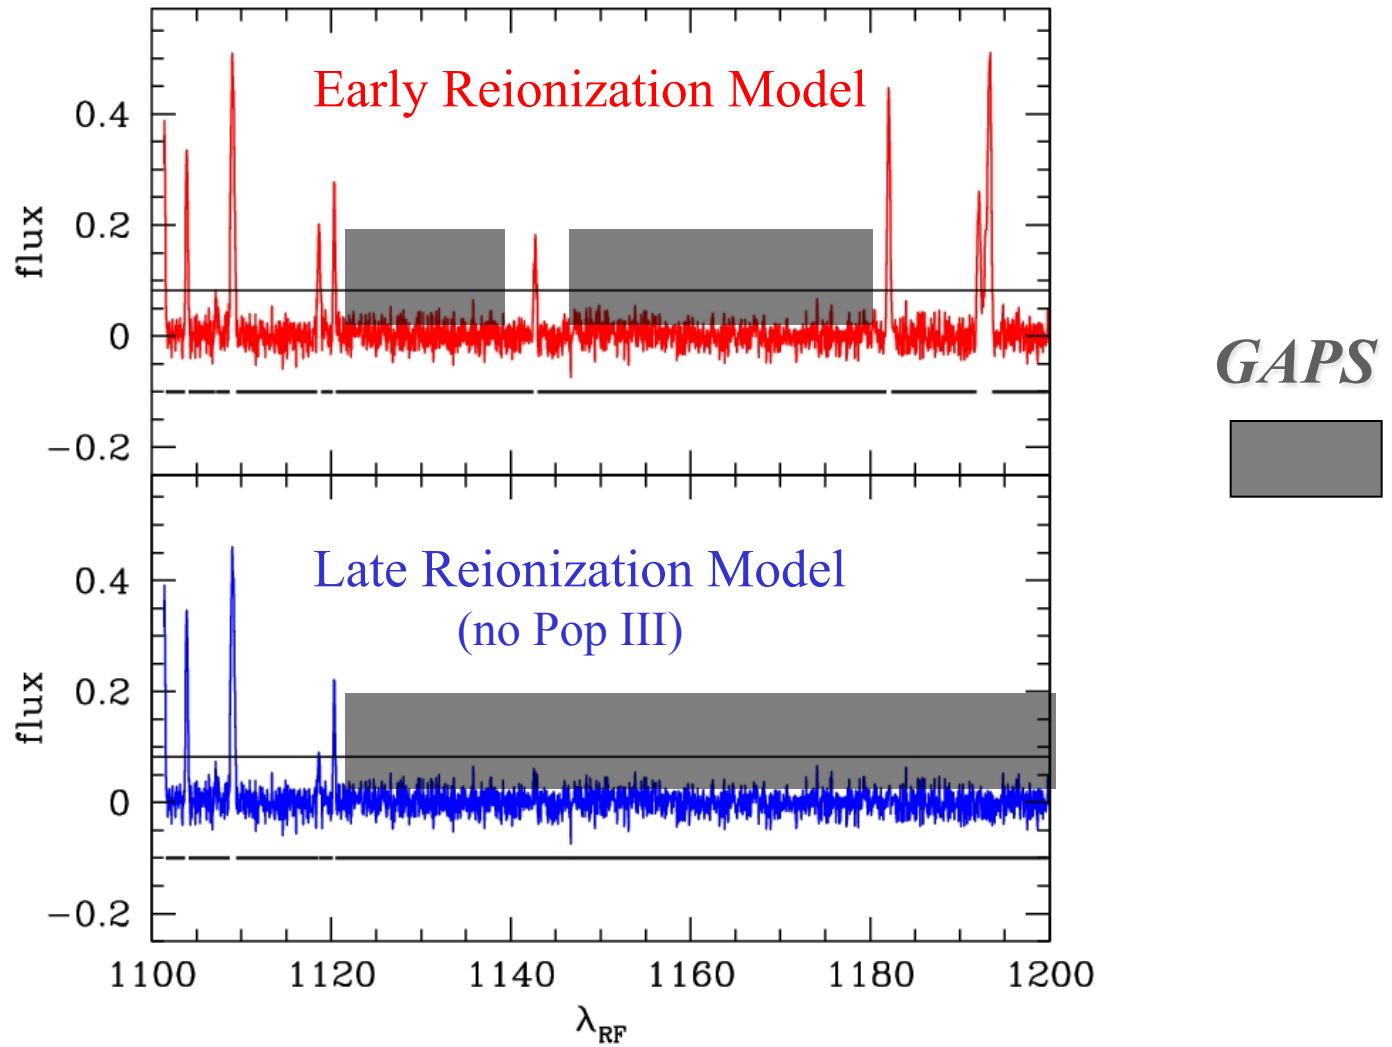 Early Reionization Model
0.4
0.2
0
−0.2
flux
GAPS
Late Reionization Model
(no Pop III)
0.4
0.2
0
−0.2
flux
1100 1120 1140 1160 1180 1200
λRF